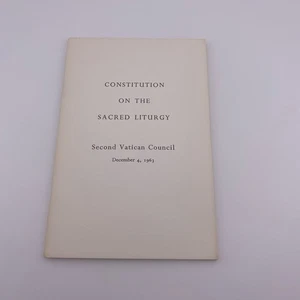 CONSTITUTION
ON THE
SACRED LITURGY
Second Vatican Council
December 4, 1963